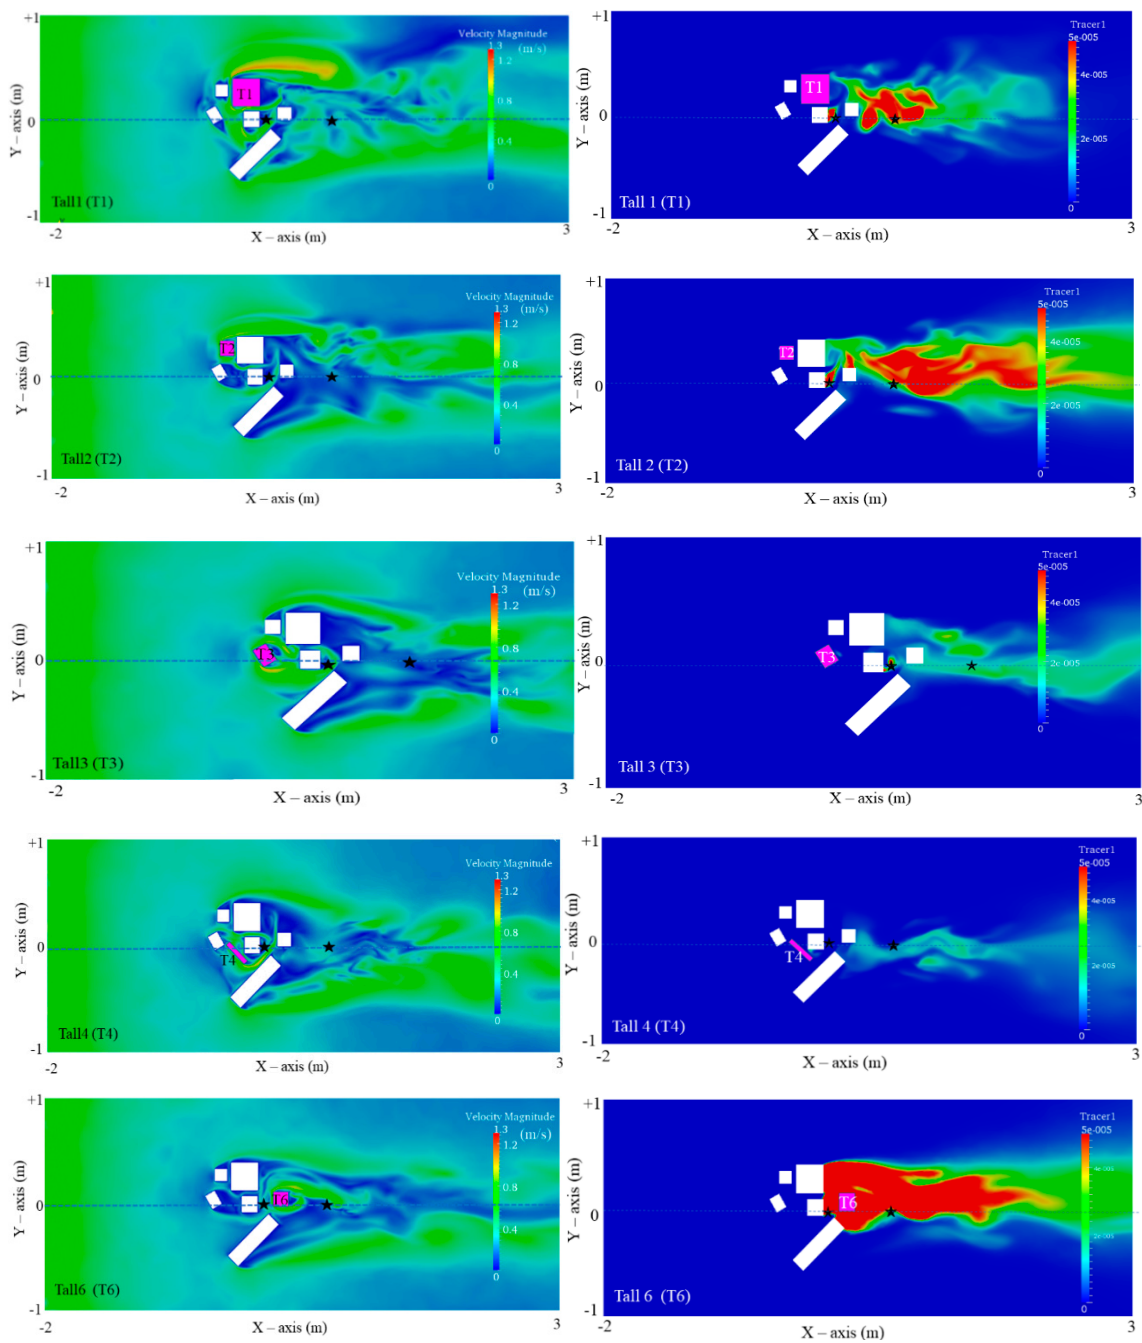 +1
Velocity Magnitude
1.3 (m/s)
1.2
0.8
0.4
0
T1
Y – axis (m)
0
Tall1 (T1)
-1
-2
3
X – axis (m)
+1
Tracer1
5e-005
4e-005
2e-005
0
T1
Y – axis (m)
0
Tall 1 (T1)
-1
-2
3
X – axis (m)
+1
Velocity Magnitude
1.3 (m/s)
1.2
0.8
0.4
0
T2
Y – axis (m)
0
Tall2 (T2)
-1
-2
3
X – axis (m)
+1
Tracer1
5e-005
4e-005
2e-005
0
T2
Y – axis (m)
0
Tall 2 (T2)
-1
-2
3
X – axis (m)
+1
Velocity Magnitude
1.3 (m/s)
1.2
0.8
0.4
0
T3
Y – axis (m)
0
Tall3 (T3)
-1
-2
3
X – axis (m)
+1
Tracer1
5e-005
4e-005
2e-005
0
T3
Y – axis (m)
0
Tall 3 (T3)
-1
-2
3
X – axis (m)
+1
Velocity Magnitude
1.3 (m/s)
1.2
0.8
0.4
0
T4
Y – axis (m)
0
Tall4 (T4)
-1
-2
3
X – axis (m)
+1
Tracer1
5e-005
4e-005
2e-005
0
T4
Y – axis (m)
0
Tall 4 (T4)
-1
-2
3
X – axis (m)
+1
Velocity Magnitude
1.3 (m/s)
1.2
0.8
0.4
0
T6
Y – axis (m)
0
Tall6 (T6)
-1
-2
3
X – axis (m)
+1
Tracer1
5e-005
4e-005
2e-005
0
T6
Y – axis (m)
0
Tall 6 (T6)
-1
-2
3
X – axis (m)